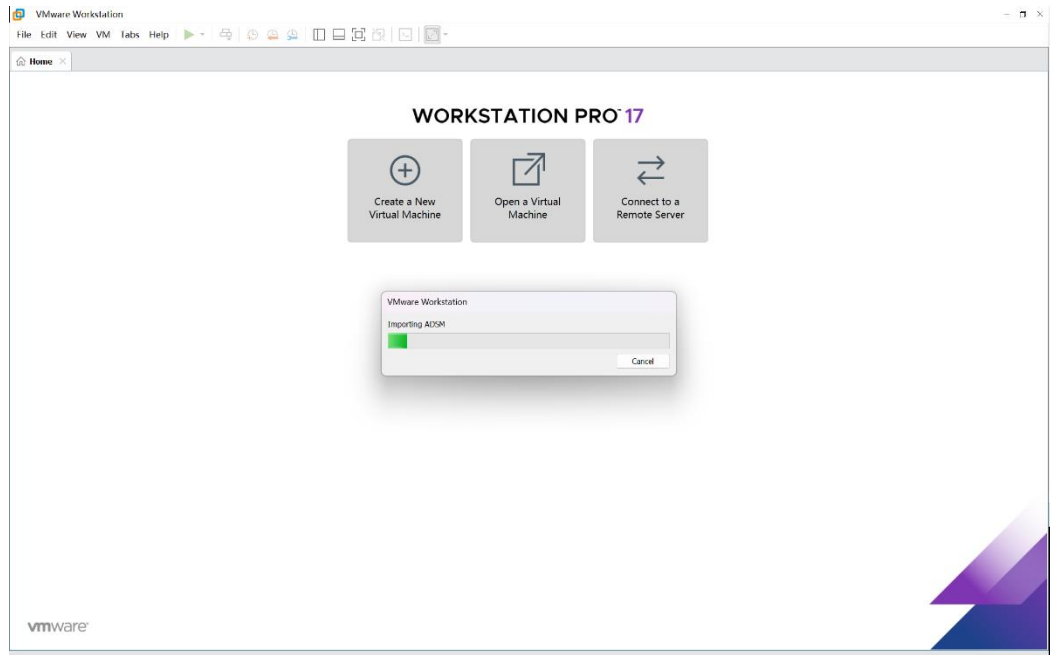 VMware Workstation
File Edit View VM Tabs Help
Home
WORKSTATION PRO™ 17
Create a New
Virtual Machine
Open a Virtual
Machine
Connect to a
Remote Server
VMware Workstation
Importing ADSM
Cancel
vmware